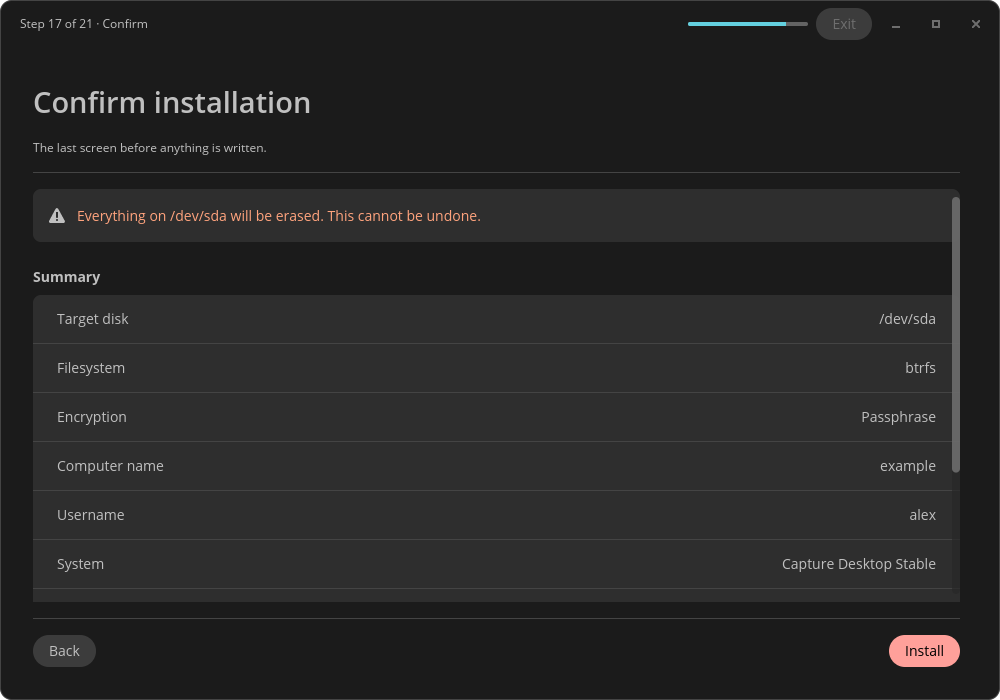 Step 17 of 21 · Confirm
Exit
Confirm installation
The last screen before anything is written.
Everything on /dev/sda will be erased. This cannot be undone.
Summary
Target disk /dev/sda
Filesystem btrfs
Encryption Passphrase
Computer name example
Username alex
System Capture Desktop Stable
Back Install